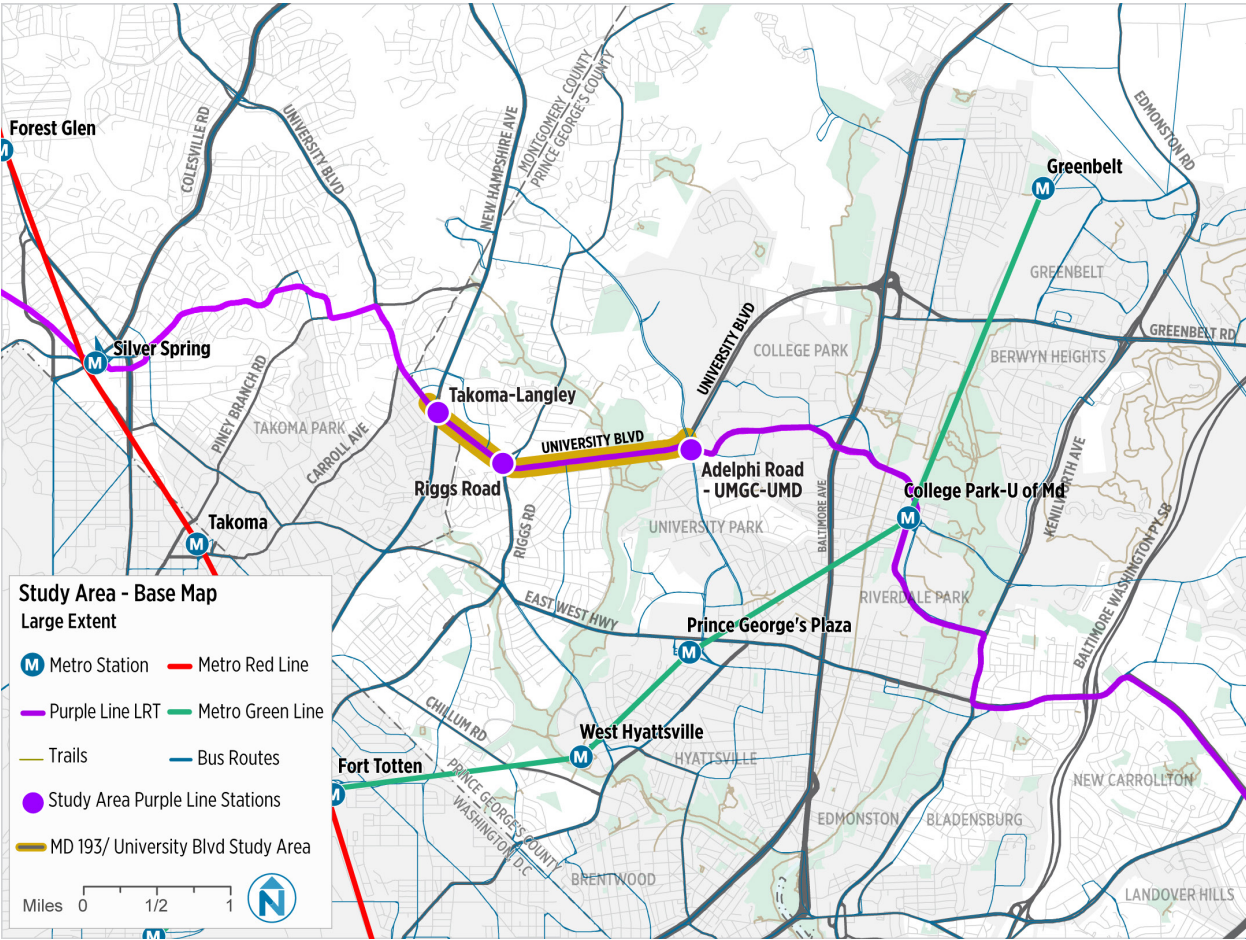 Forest Glen
COLESVILLE RD
UNIVERSITY BLVD
NEW HAMPSHIRE AVE
MONTGOMERY COUNTY
PRINCE GEORGE'S COUNTY
EDMONSTON RD
M
Greenbelt
M
GREENBELT
GREENBELT RD
Silver Spring
M
UNIVERSITY BLVD
COLLEGE PARK
BERWYN HEIGHTS
PINEY BRANCH RD
TAKOMA PARK
CARROLL AVE
Takoma-Langley
UNIVERSITY BLVD
Riggs Road
Adelphi Road
- UMGC-UMD
College Park-U of Md
M
KENILWORTH AVE
BALTIMORE WASHINGTON PY SB
BALTIMORE AVE
UNIVERSITY PARK
RIGGS RD
Takoma
M
RIVERDALE PARK
EAST WEST HWY
Prince George's Plaza
M
CHILLUM RD
West Hyattsville
M
HYATTSVILLE
Fort Totten
M
PRINCE GEORGE'S COUNTY
WASHINGTON, D.C
NEW CARROLLTON
EDMONSTON
BLADENSBURG
BRENTWOOD
LANDOVER HILLS
Study Area - Base Map
Large Extent
M Metro Station
Metro Red Line
Purple Line LRT
Metro Green Line
Trails
Bus Routes
Study Area Purple Line Stations
MD 193/ University Blvd Study Area
Miles 0 1/2 1
N
M